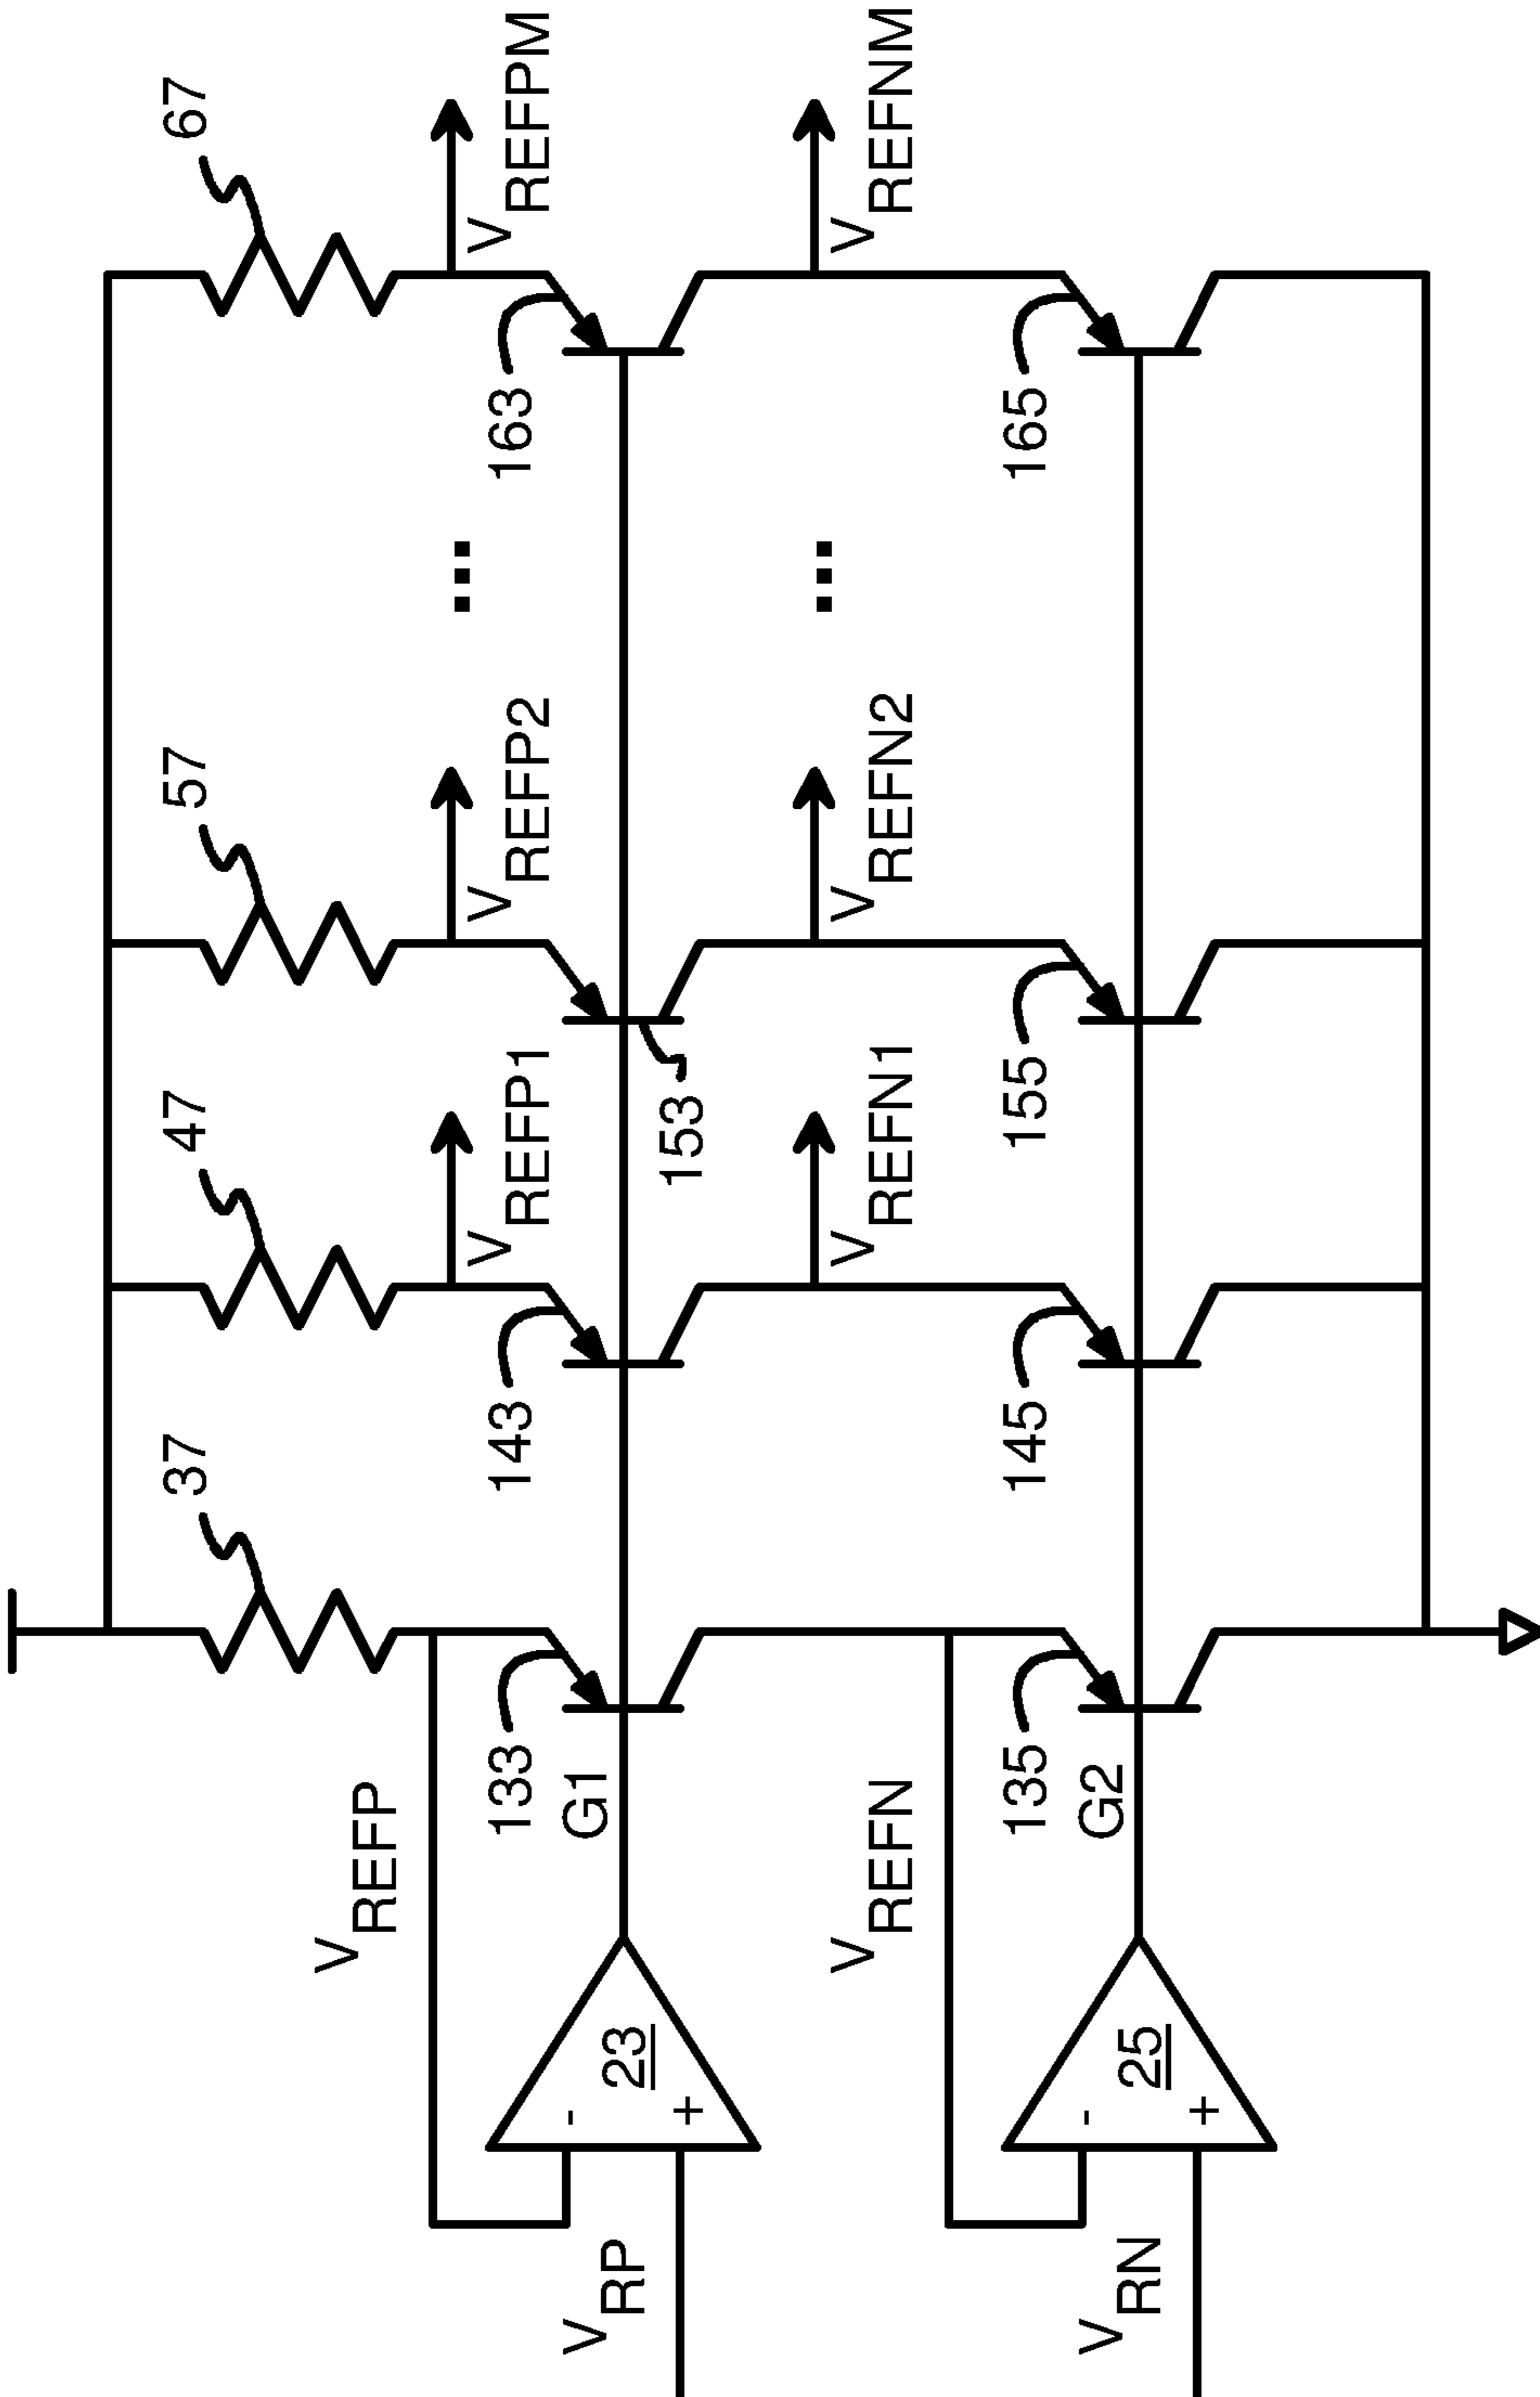 37
47
57
67
VREFP
VREFP1
VREFP2
VREFPM
133
143
163
G1
...
23
-
+
VRP
153
VREFN
VREFN1
VREFN2
VREFNM
135
145
155
165
G2
...
25
-
+
VRN